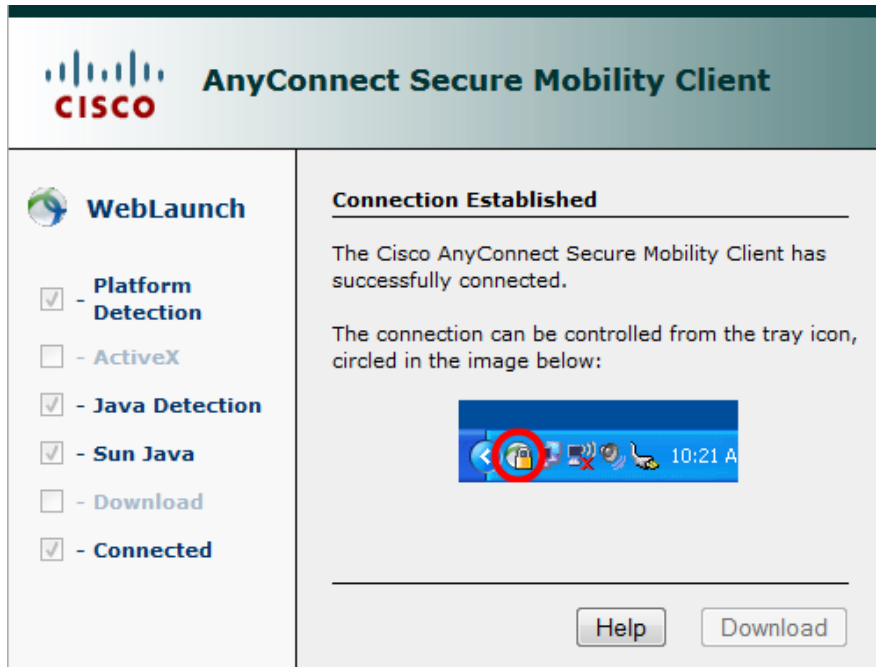 CISCO
AnyConnect Secure Mobility Client
WebLaunch
- Platform
Detection
- ActiveX
- Java Detection
- Sun Java
- Download
- Connected
Connection Established
The Cisco AnyConnect Secure Mobility Client has
successfully connected.
The connection can be controlled from the tray icon,
circled in the image below:
10:21 A
Help
Download